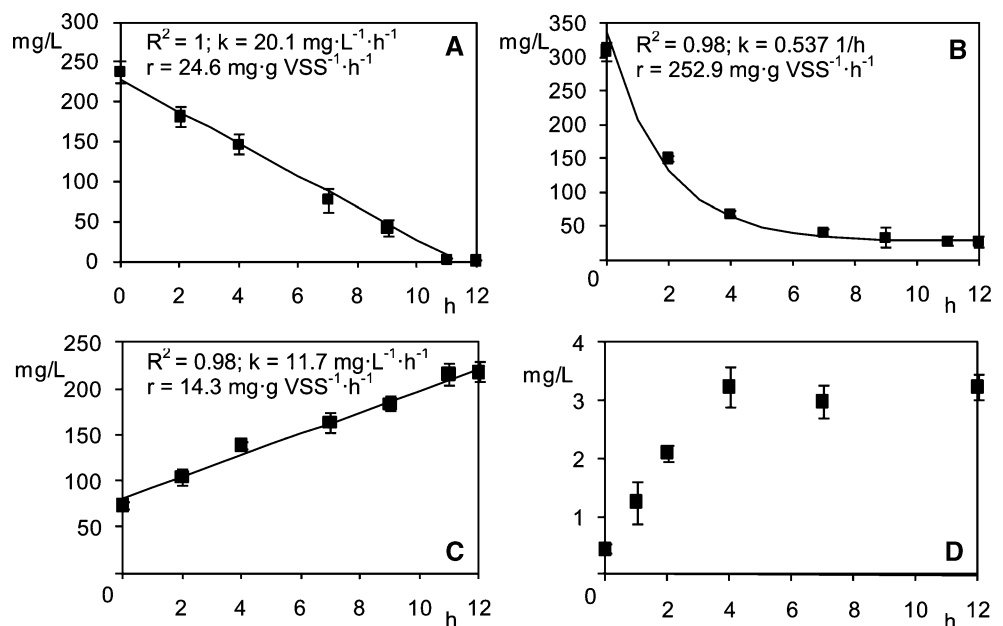 300
mg/L
250
200
150
100
50
0
R² = 1; k = 20.1 mg·L⁻¹·h⁻¹
r = 24.6 mg·g VSS⁻¹·h⁻¹
A
0 2 4 6 8 10 12
h
350
mg/L
300
250
200
150
100
50
0
R² = 0.98; k = 0.537 1/h
r = 252.9 mg·g VSS⁻¹·h⁻¹
B
0 2 4 6 8 10 12
h
250
mg/L
200
150
100
50
R² = 0.98; k = 11.7 mg·L⁻¹·h⁻¹
r = 14.3 mg·g VSS⁻¹·h⁻¹
C
0 2 4 6 8 10 12
h
4
mg/L
3
2
1
D
0 2 4 6 8 10 12
h